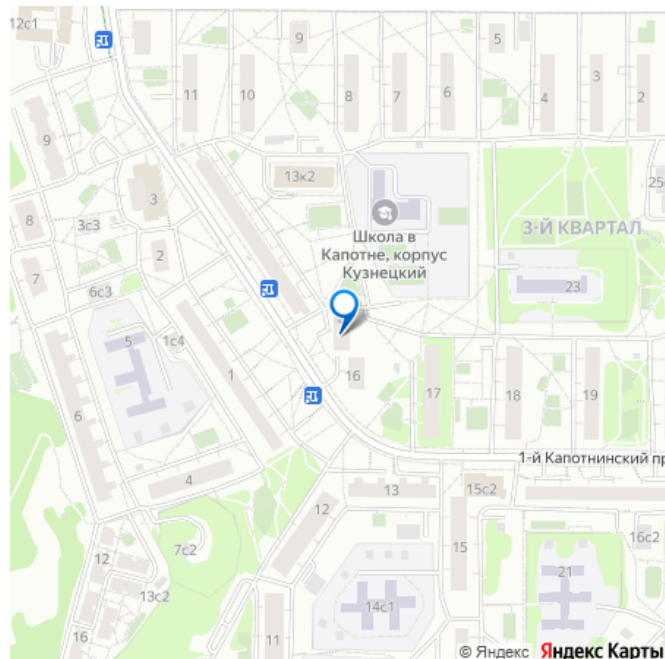 12с1
9
5
11
10
8
7
6
4
3
2
9
13к2
25
3
Школа в
Капотне, корпус
Кузнецкий
3-Й КВАРТАЛ
8
3с3
2
7
6с3
23
5
1с4
1
16
17
18
19
6
1-й Капотнинский пр
4
13
15с2
12
7с2
15
16с2
12
21
13с2
14с1
16
11
© Яндекс Яндекс Карты